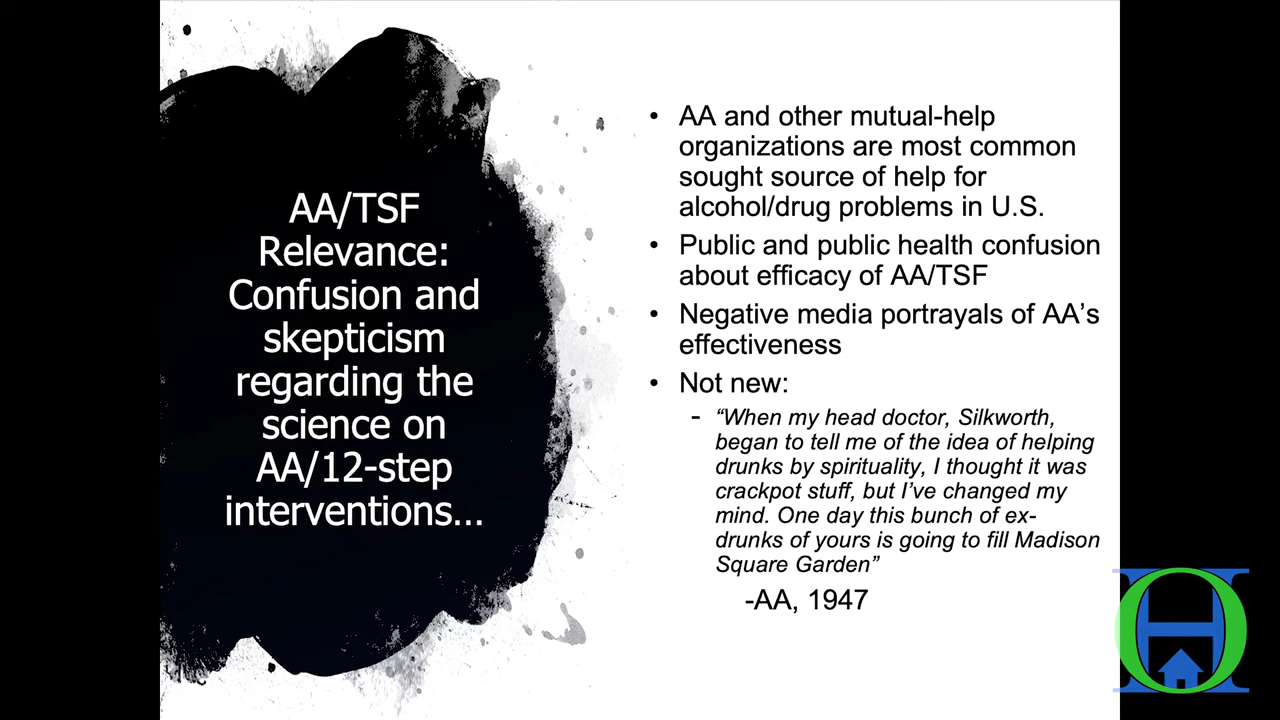 AA/TSF
Relevance:
Confusion and
skepticism
regarding the
science on
AA/12-step
interventions…
• AA and other mutual-help
organizations are most common
sought source of help for
alcohol/drug problems in U.S.
• Public and public health confusion
about efficacy of AA/TSF
• Negative media portrayals of AA’s
effectiveness
• Not new:
- “When my head doctor, Silkworth,
began to tell me of the idea of helping
drunks by spirituality, I thought it was
crackpot stuff, but I’ve changed my
mind. One day this bunch of ex-
drunks of yours is going to fill Madison
Square Garden”
-AA, 1947
OH